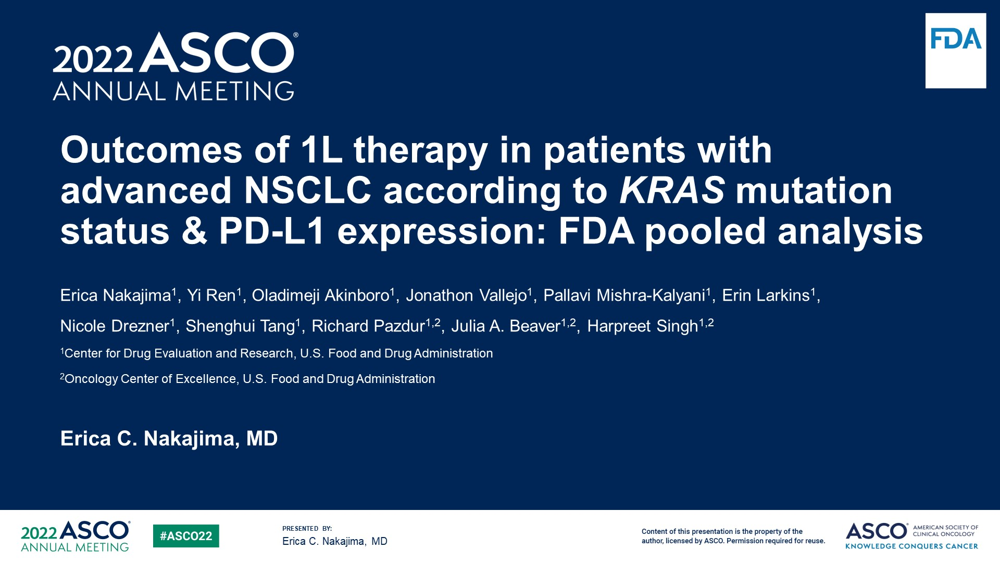 2022 ASCO®
ANNUAL MEETING
FDA
Outcomes of 1L therapy in patients with
advanced NSCLC according to KRAS mutation
status & PD-L1 expression: FDA pooled analysis
Erica Nakajima1, Yi Ren1, Oladimeji Akinboro1, Jonathon Vallejo1, Pallavi Mishra-Kalyani1, Erin Larkins1,
Nicole Drezner1, Shenghui Tang1, Richard Pazdur1,2, Julia A. Beaver1,2, Harpreet Singh1,2
1Center for Drug Evaluation and Research, U.S. Food and Drug Administration
2Oncology Center of Excellence, U.S. Food and Drug Administration
Erica C. Nakajima, MD
2022 ASCO®
ANNUAL MEETING
#ASCO22
PRESENTED BY:
Erica C. Nakajima, MD
Content of this presentation is the property of the
author, licensed by ASCO. Permission required for reuse.
ASCO® AMERICAN SOCIETY OF
CLINICAL ONCOLOGY
KNOWLEDGE CONQUERS CANCER